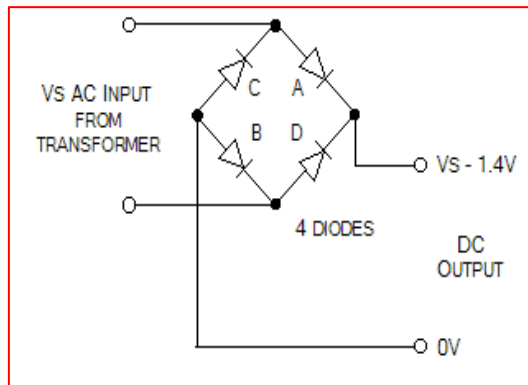 VS AC INPUT
FROM
TRANSFORMER
C A
B D
4 DIODES
VS - 1.4V
DC
OUTPUT
0V